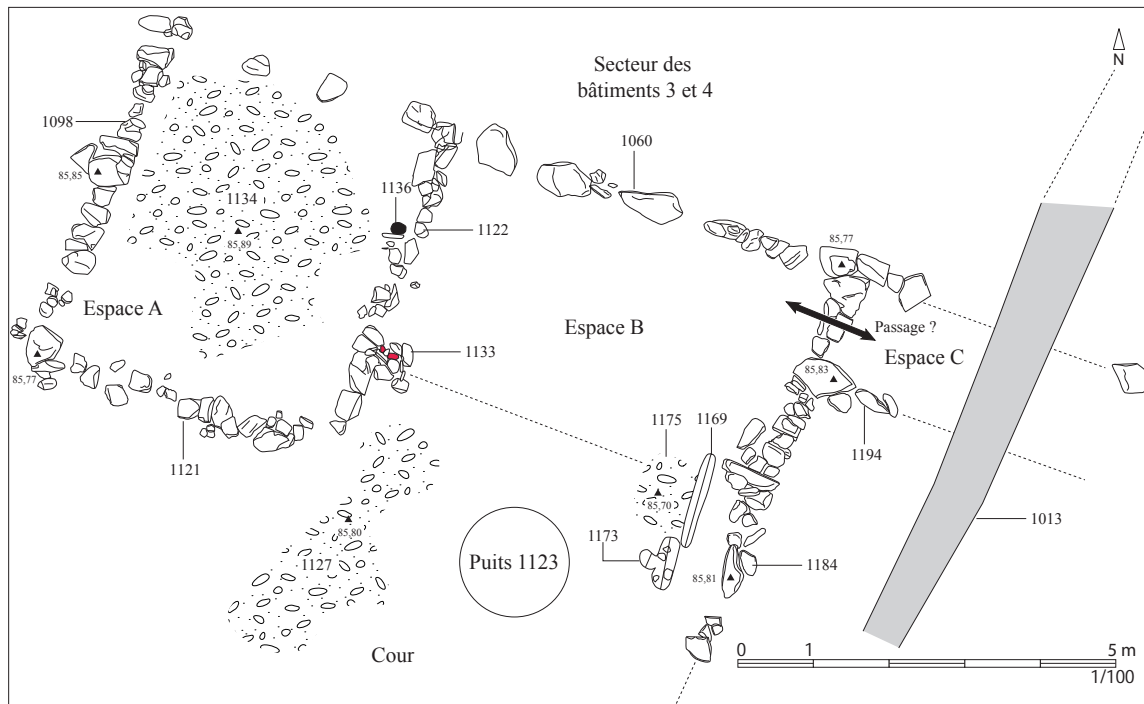 Secteur des
bâtiments 3 et 4
N
1098
1060
85,85
1134
1136
85,89
1122
85,77
Espace A
Espace B
Passage ?
Espace C
1133
85,77
85,83
1175
1169
1194
1121
85,70
1013
85,80
1173
Puits 1123
1127
1184
85,81
Cour
0 1 5 m
1/100